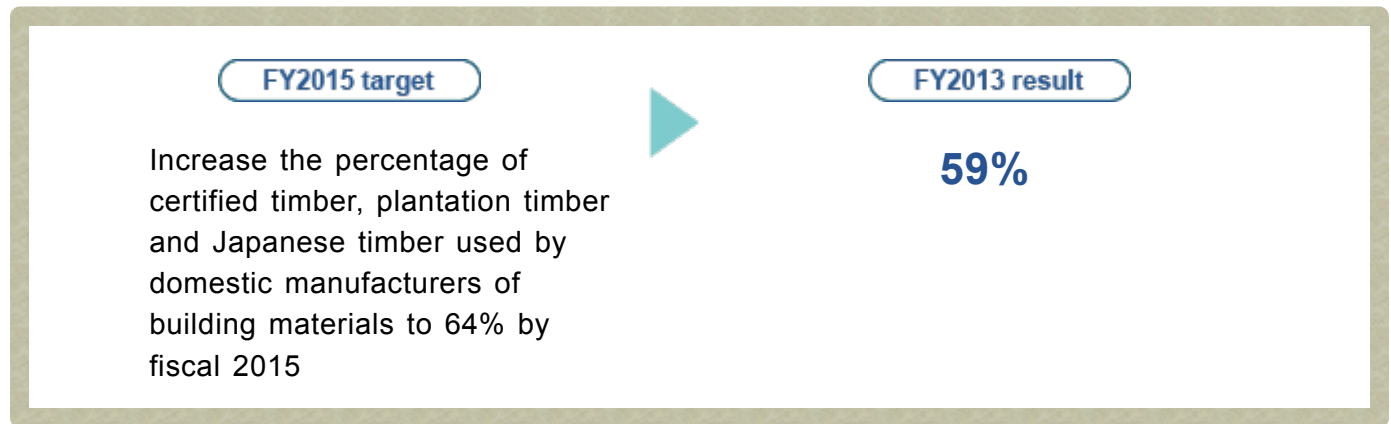 FY2015 target
Increase the percentage of
certified timber, plantation timber
and Japanese timber used by
domestic manufacturers of
building materials to 64% by
fiscal 2015
FY2013 result
59%